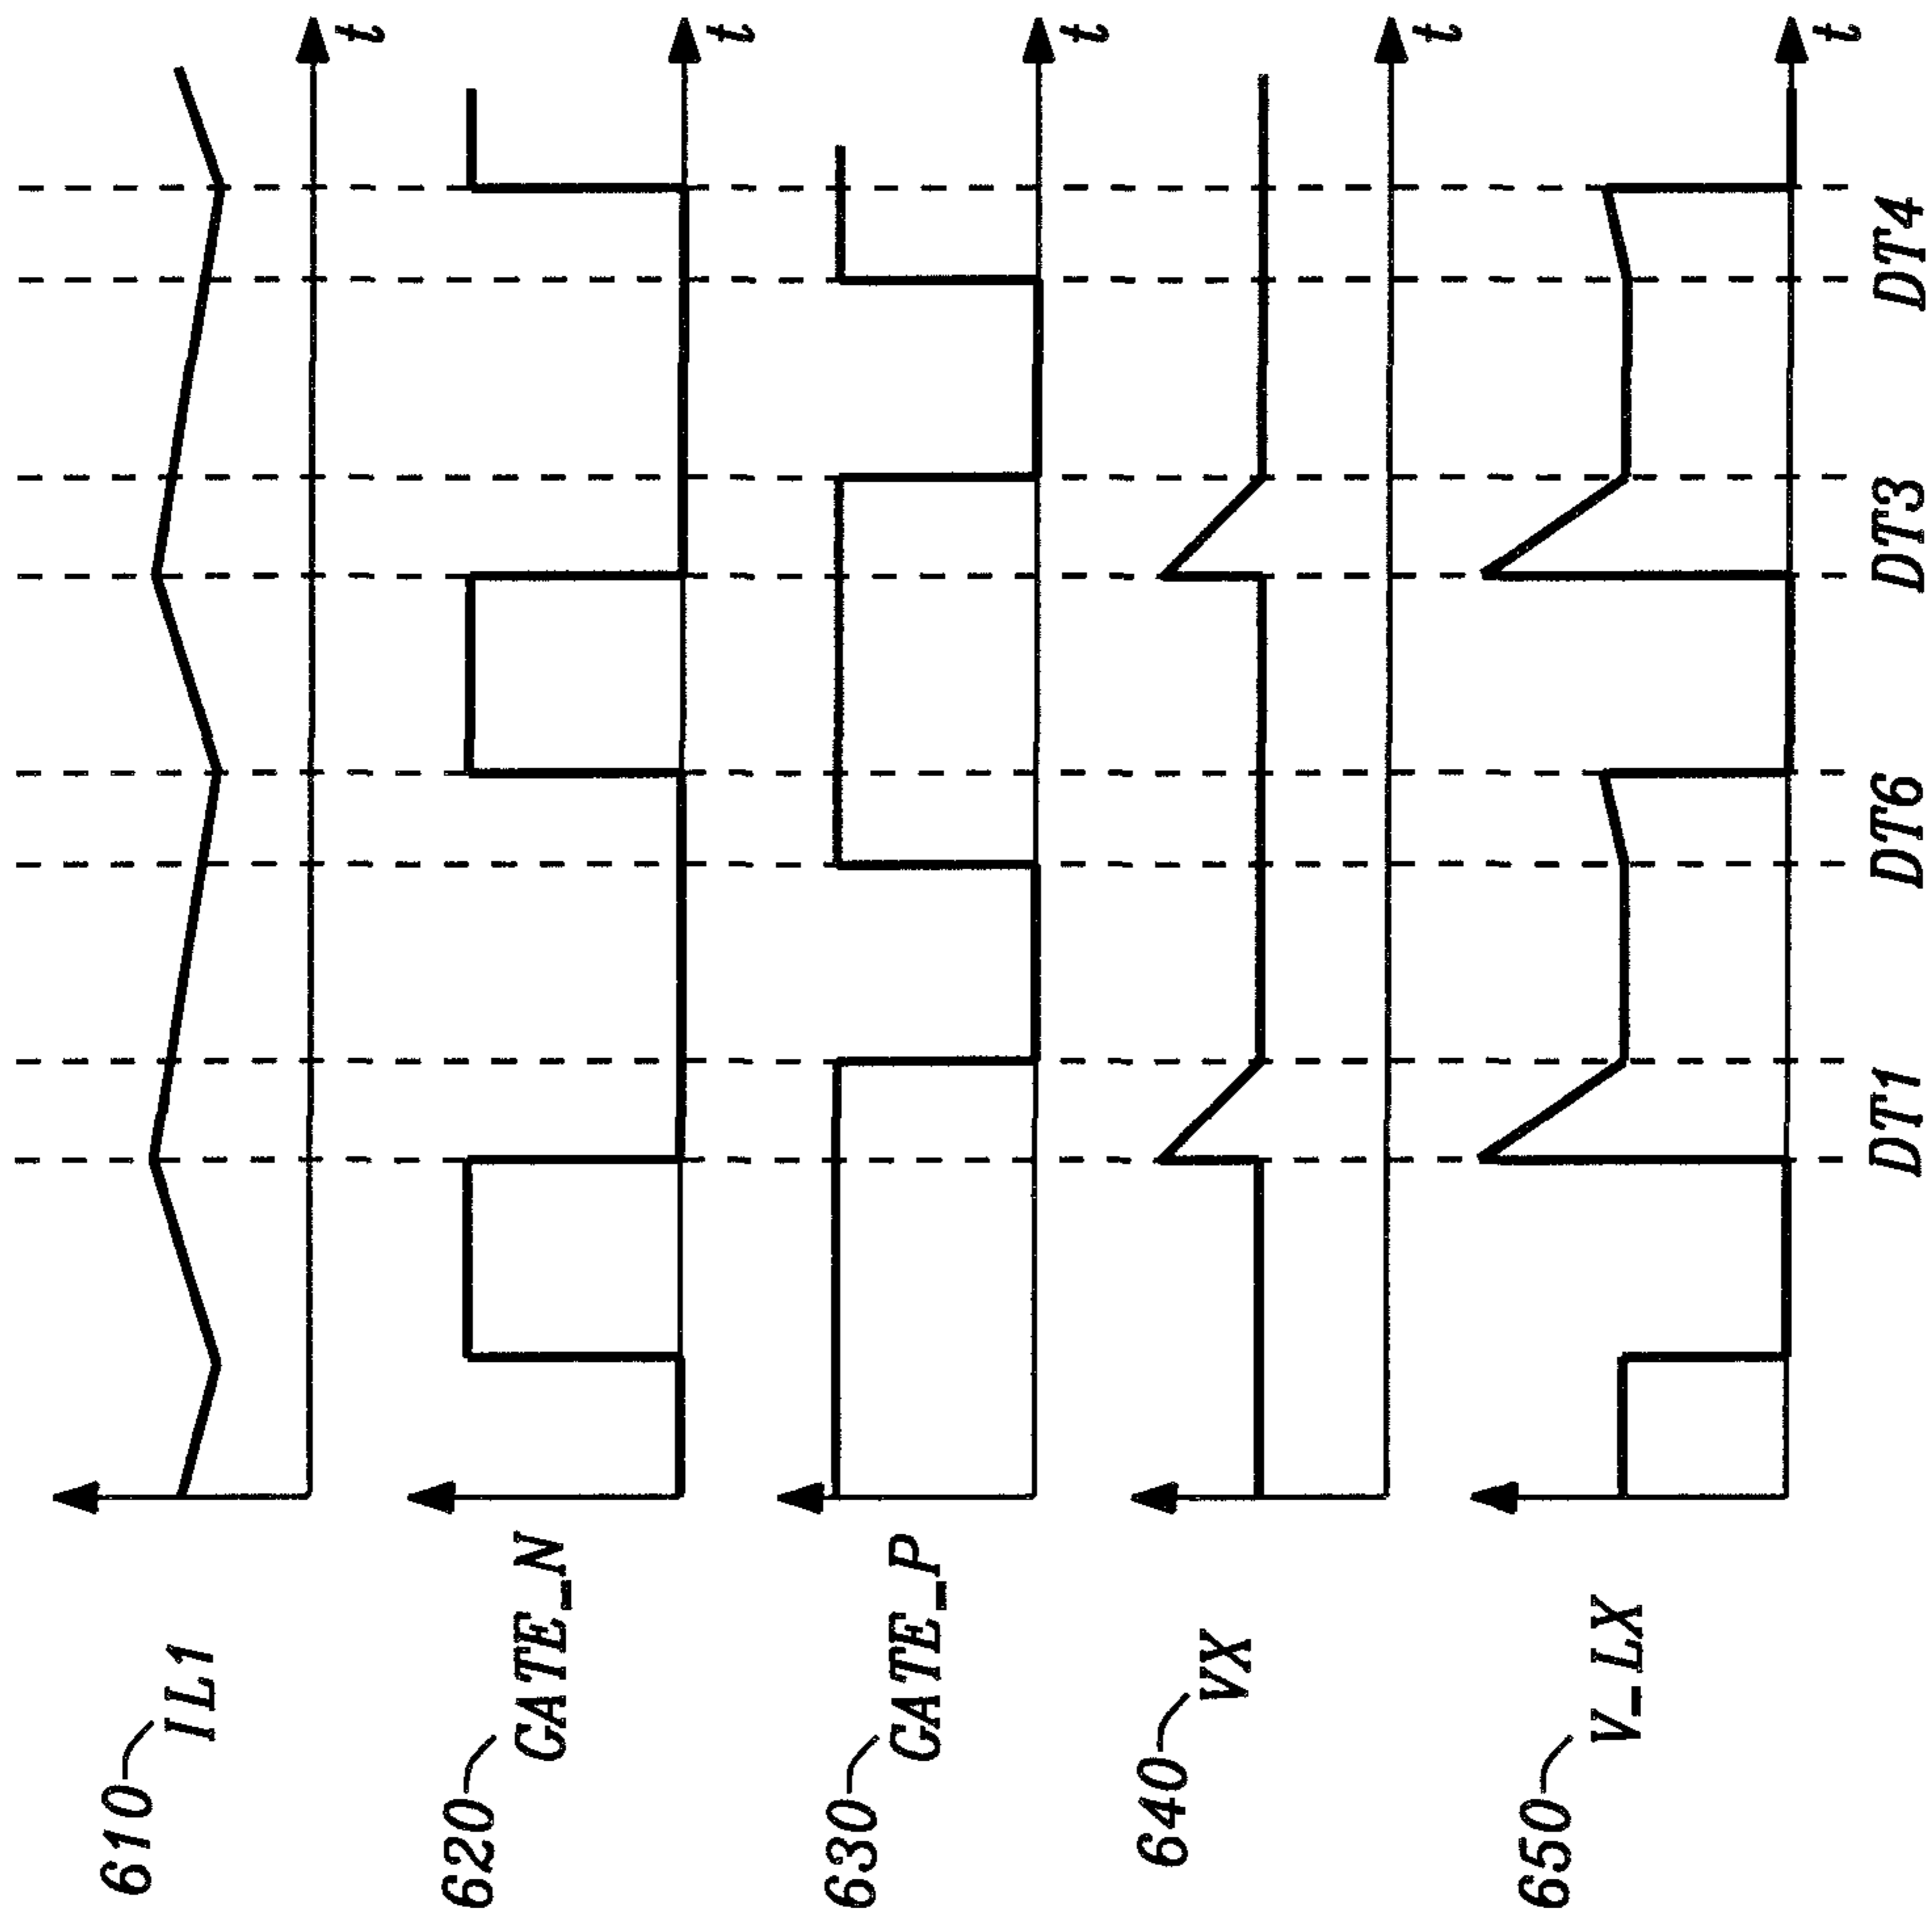 610 IL1
t
620 GATE_N
t
630 GATE_P
t
640 VX
t
650 V_LX
t
DT1 DT6 DT3 DT4